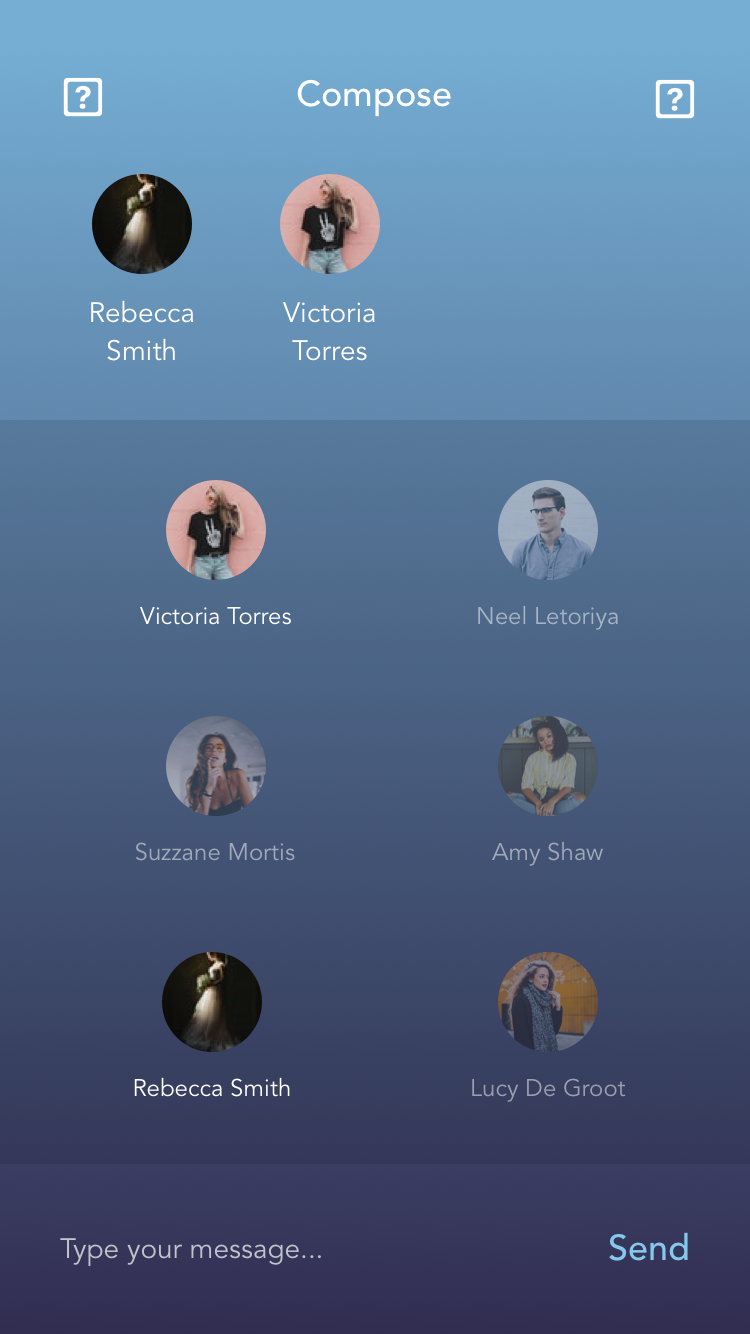 ?
Compose
?
Rebecca
Smith
Victoria
Torres
Victoria Torres
Neel Letoriya
Suzzane Mortis
Amy Shaw
Rebecca Smith
Lucy De Groot
Type your message...
Send